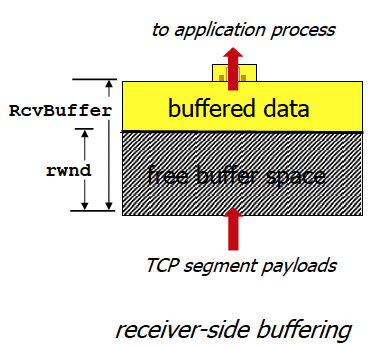 to application process
buffered data
RcvBuffer
rwnd
free buffer space
TCP segment payloads
receiver-side buffering